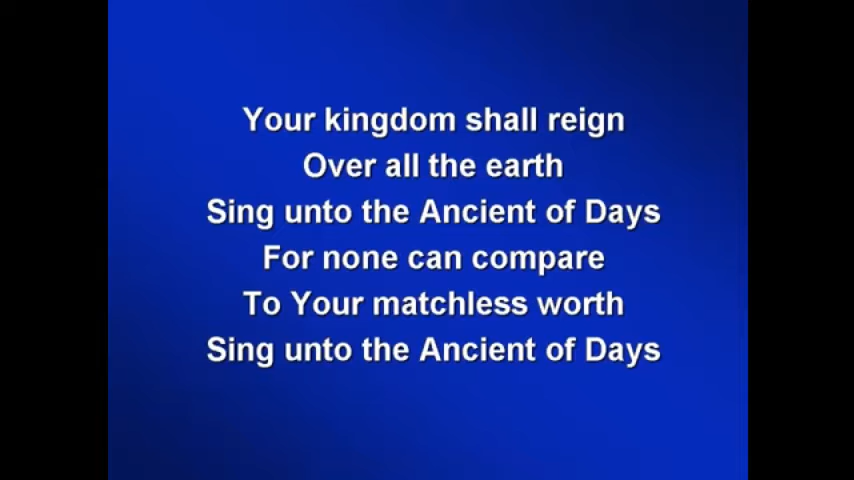 Your kingdom shall reign
Over all the earth
Sing unto the Ancient of Days
For none can compare
To Your matchless worth
Sing unto the Ancient of Days